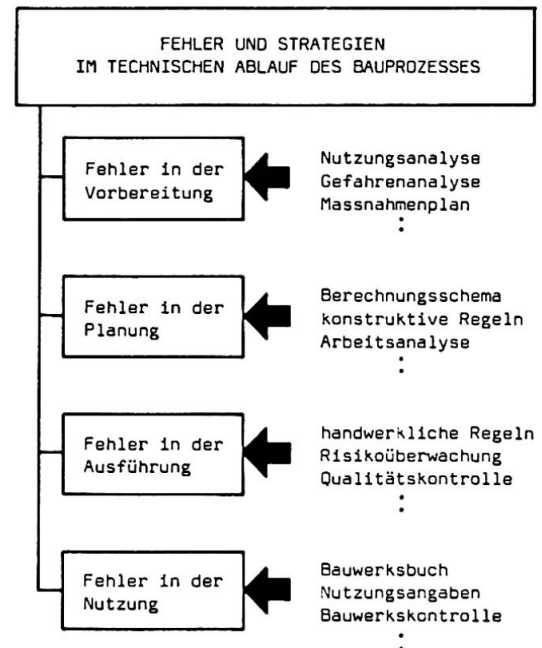 FEHLER UND STRATEGIEN
IM TECHNISCHEN ABLAUF DES BAUPROZESSES
Fehler in der
Vorbereitung
Nutzungsanalyse
Gefahrenanalyse
Massnahmenplan
:
Fehler in der
Planung
Berechnungsschema
konstruktive Regeln
Arbeitsanalyse
:
Fehler in der
Ausführung
handwerkliche Regeln
Risikoüberwachung
Qualitätskontrolle
:
Fehler in der
Nutzung
Bauwerksbuch
Nutzungsangaben
Bauwerkskontrolle
: